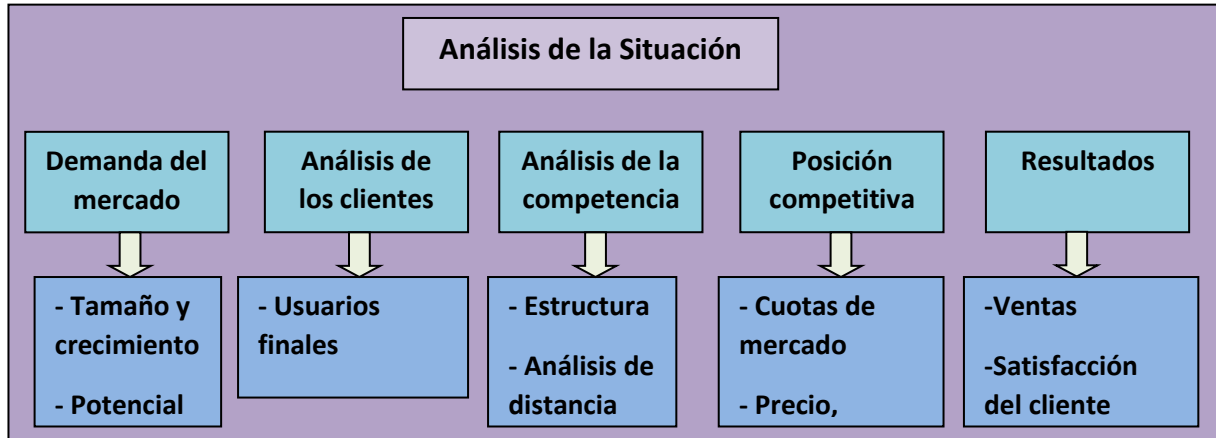 Análisis de la Situación
Demanda del
mercado
Análisis de
los clientes
Análisis de la
competencia
Posición
competitiva
Resultados
- Tamaño y
crecimiento
- Potencial
- Usuarios
finales
- Estructura
- Análisis de
distancia
- Cuotas de
mercado
- Precio,
-Ventas
-Satisfacción
del cliente